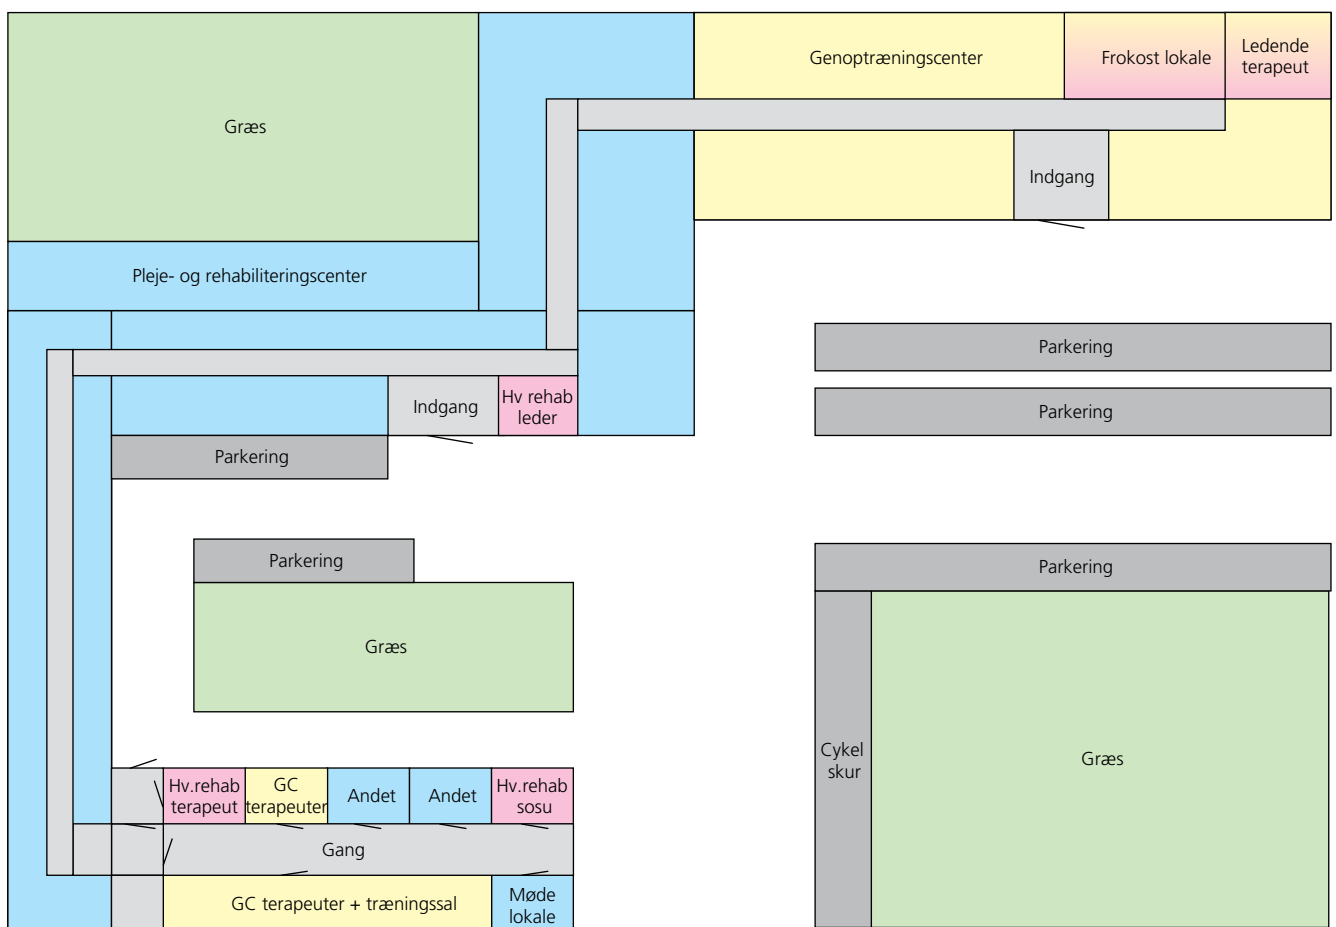 Græs
Genoptræningscenter
Frokost lokale
Ledende
terapeut
Indgang
Pleje- og rehabiliteringscenter
Indgang
Hv rehab
leder
Parkering
Parkering
Parkering
Parkering
Græs
Parkering
Cykel
skur
Græs
Hv.rehab
terapeut
GC
terapeuter
Andet
Andet
Hv.rehab
sosu
Gang
GC terapeuter + træningssal
Møde
lokale